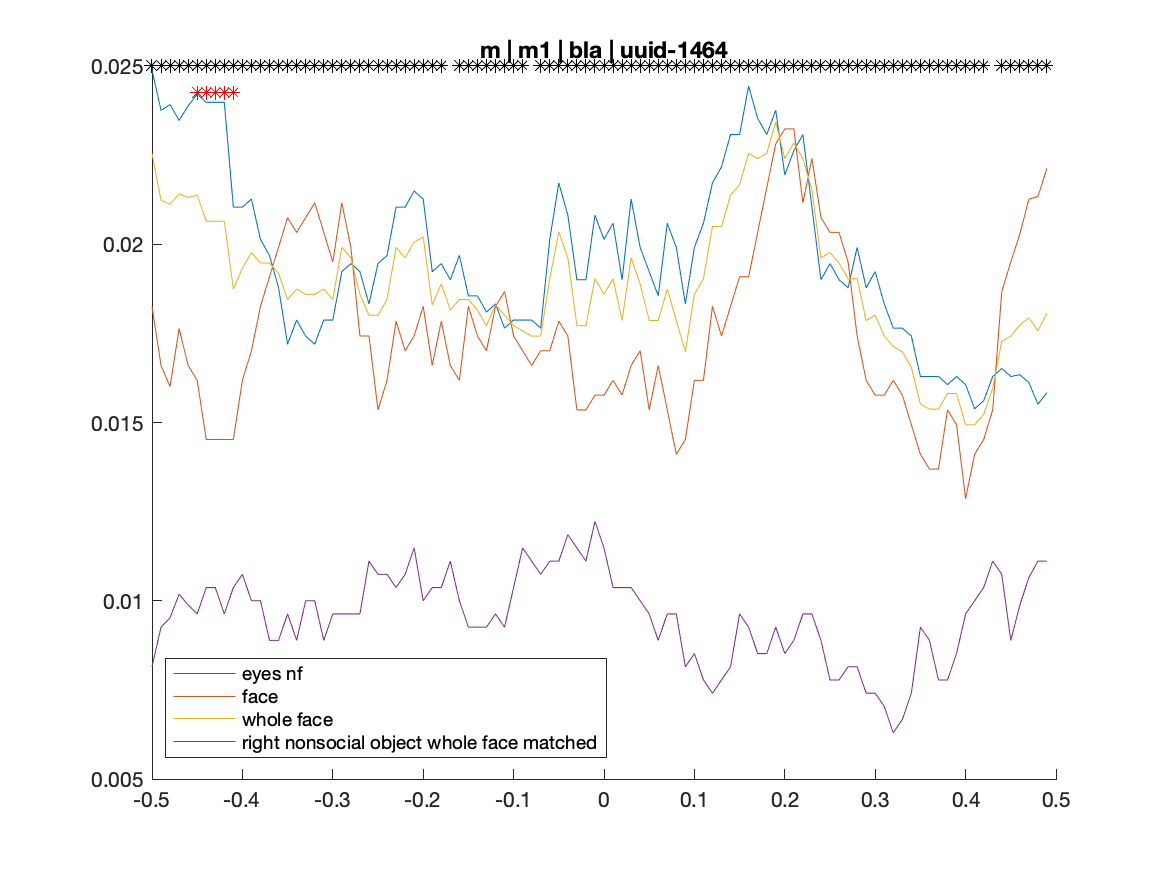 m | m1 | bla | uuid-1464
0.025
0.02
0.015
0.01
0.005
eyes nf
face
whole face
right nonsocial object whole face matched
-0.5 -0.4 -0.3 -0.2 -0.1 0 0.1 0.2 0.3 0.4 0.5